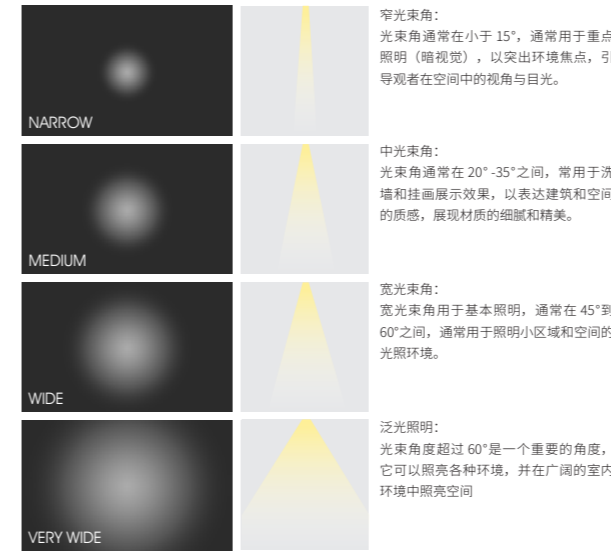 窄光束角：
光束角通常在小于 15°，通常用于重点
照明（暗视觉），以突出环境焦点，引
导观者在空间中的视角与目光。
NARROW
中光束角：
光束角通常在 20° -35°之间，常用于洗
墙和挂画展示效果，以表达建筑和空间
的质感，展现材质的细腻和精美。
MEDIUM
宽光束角：
宽光束角用于基本照明，通常在 45°到
60°之间，通常用于照明小区域和空间的
光照环境。
WIDE
泛光照明：
光束角度超过 60°是一个重要的角度，
它可以照亮各种环境，并在广阔的室内
环境中照亮空间
VERY WIDE